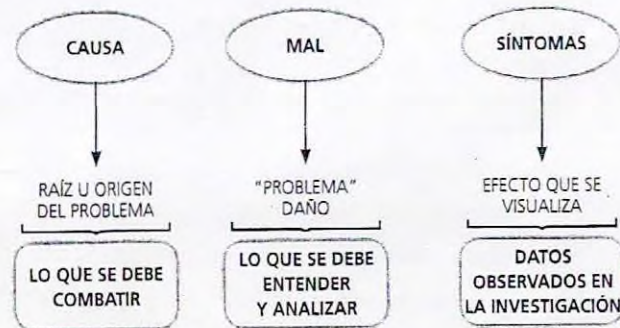 CAUSA
MAL
SÍNTOMAS
RAÍZ U ORIGEN
DEL PROBLEMA
"PROBLEMA"
DAÑO
EFECTO QUE SE
VISUALIZA
LO QUE SE DEBE
COMBATIR
LO QUE SE DEBE
ENTENDER
Y ANALIZAR
DATOS
OBSERVADOS EN
LA INVESTIGACIÓN